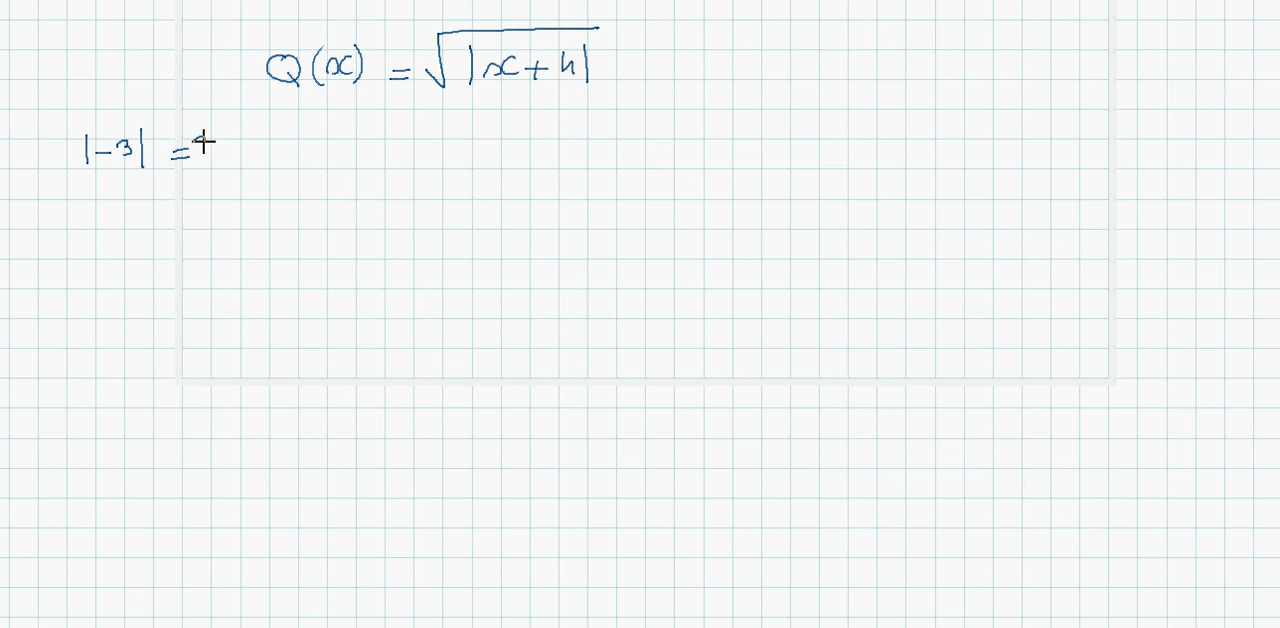 Q(x) = √|x+4|
|-3| =